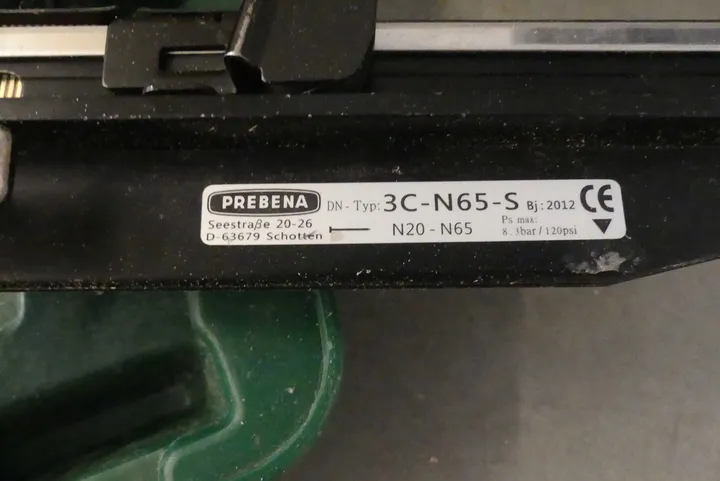 PREBENA DN - Typ: 3C-N65-S Bj: 2012 CE
Seestraße 20-26
D-63679 Schotten
N20 - N65
Ps max:
8.3bar / 120psi